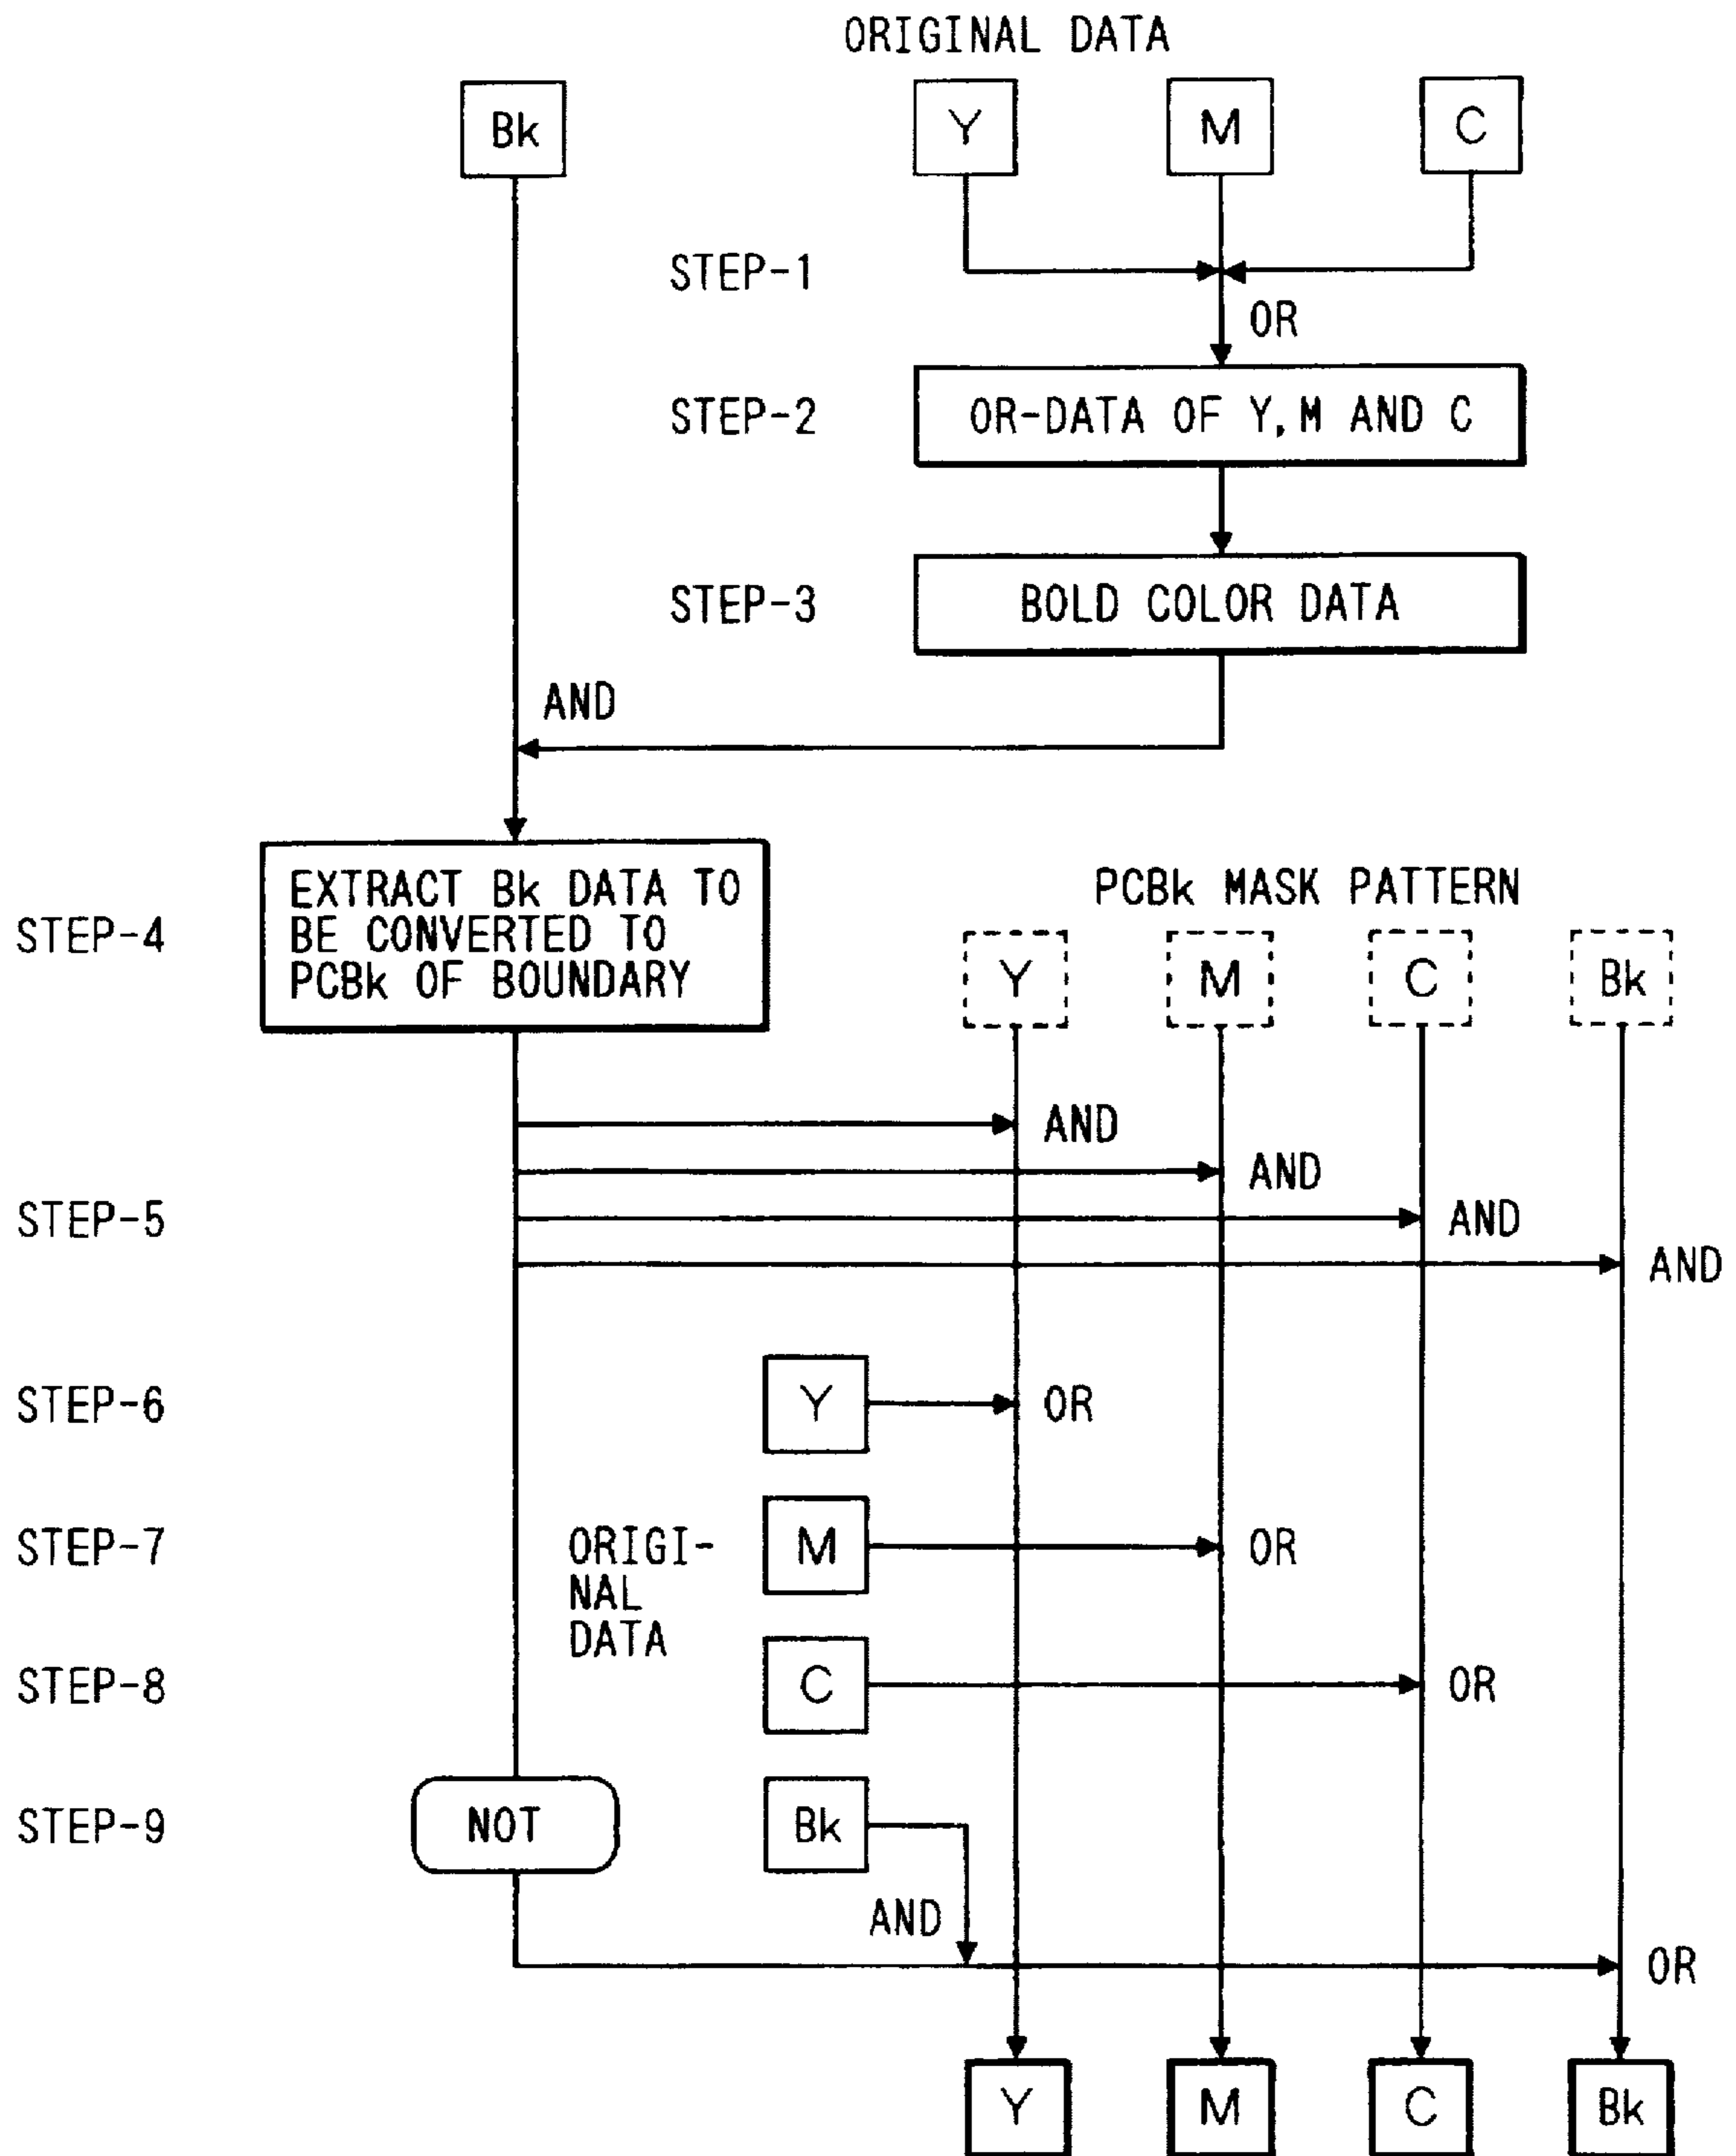 ORIGINAL DATA
Bk Y M C
STEP-1
OR
STEP-2 OR-DATA OF Y, M AND C
STEP-3 BOLD COLOR DATA
AND
EXTRACT Bk DATA TO
BE CONVERTED TO
PCBk OF BOUNDARY
STEP-4
PCBk MASK PATTERN
Y M C Bk
AND
AND
STEP-5 AND
AND
STEP-6 Y OR
STEP-7 M OR
ORIGI-
NAL
DATA
STEP-8 C OR
STEP-9 NOT Bk
AND
OR
Y M C Bk